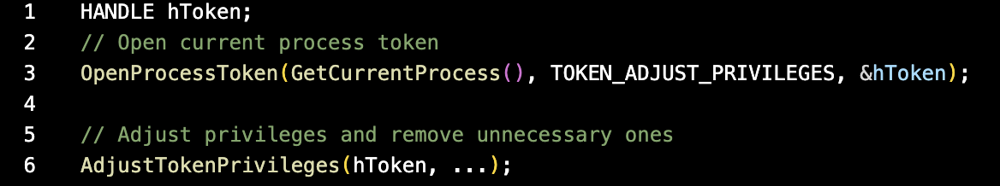 1 HANDLE hToken;
2 // Open current process token
3 OpenProcessToken(GetCurrentProcess(), TOKEN_ADJUST_PRIVILEGES, &hToken);
4
5 // Adjust privileges and remove unnecessary ones
6 AdjustTokenPrivileges(hToken, ...);